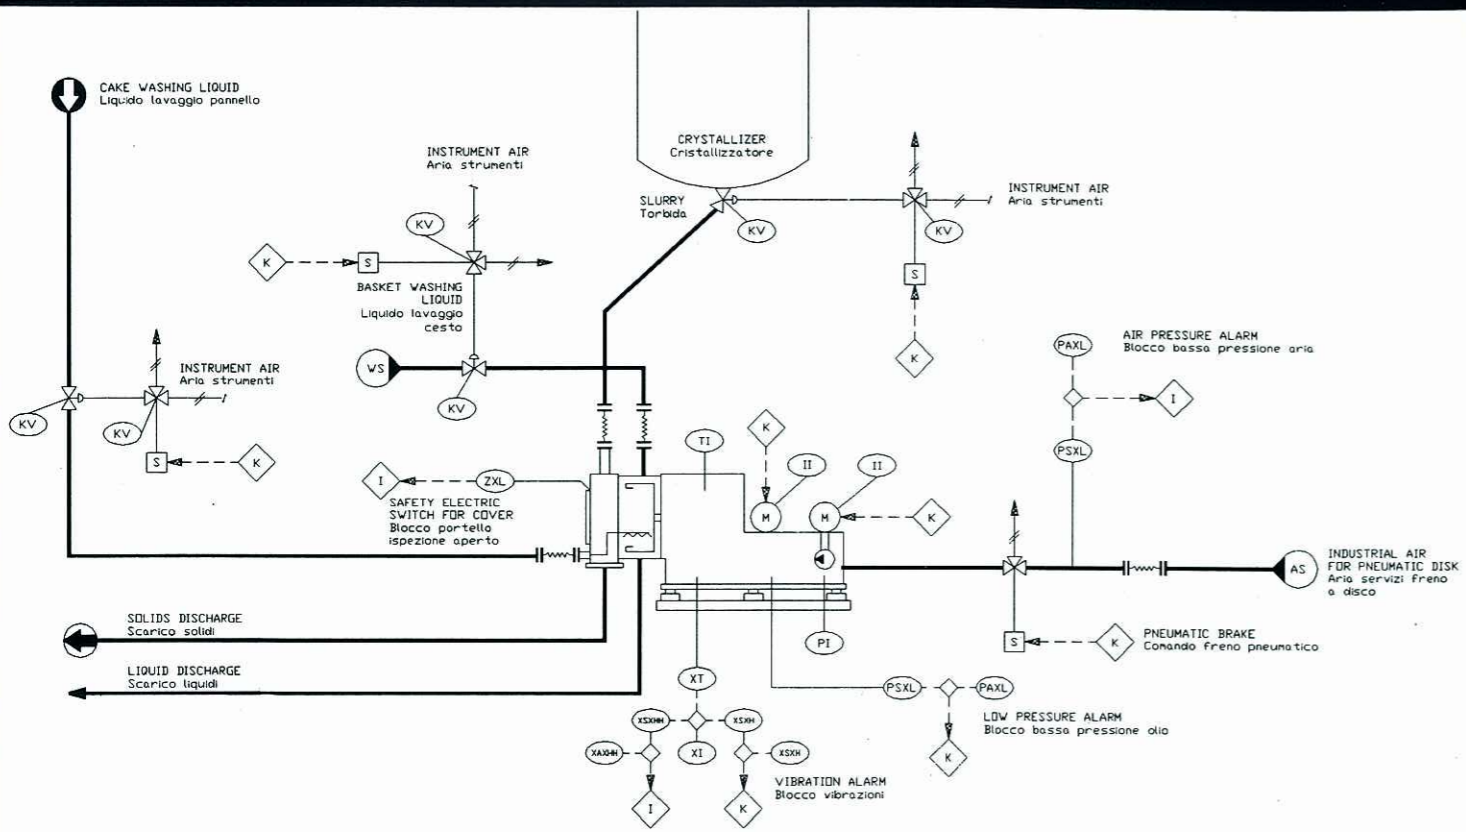 CAKE WASHING LIQUID
Liquido lavaggio pannello
INSTRUMENT AIR
Aria strumenti
CRYSTALLIZER
Cristallizzatore
SLURRY
Torbida
INSTRUMENT AIR
Aria strumenti
KV
KV
KV
K
S
BASKET WASHING
LIQUID
Liquido lavaggio
cesto
S
K
WS
KV
INSTRUMENT AIR
Aria strumenti
KV
KV
S
K
PAXL
AIR PRESSURE ALARM
Blocco bassa pressione aria
I
PSXL
TI
K
II
II
M
M
K
I
ZXL
SAFETY ELECTRIC
SWITCH FOR COVER
Blocco portello
ispezione aperto
AS
INDUSTRIAL AIR
FOR PNEUMATIC DISK
Aria servizi freno
a disco
SOLIDS DISCHARGE
Scarico solidi
PI
S
K
PNEUMATIC BRAKE
Comando freno pneumatico
LIQUID DISCHARGE
Scarico liquidi
XT
PSXL
PAXL
LOW PRESSURE ALARM
Blocco bassa pressione olio
K
XSXHH
XSXH
XAXHH
XI
XSXH
VIBRATION ALARM
Blocco vibrazioni
I
K